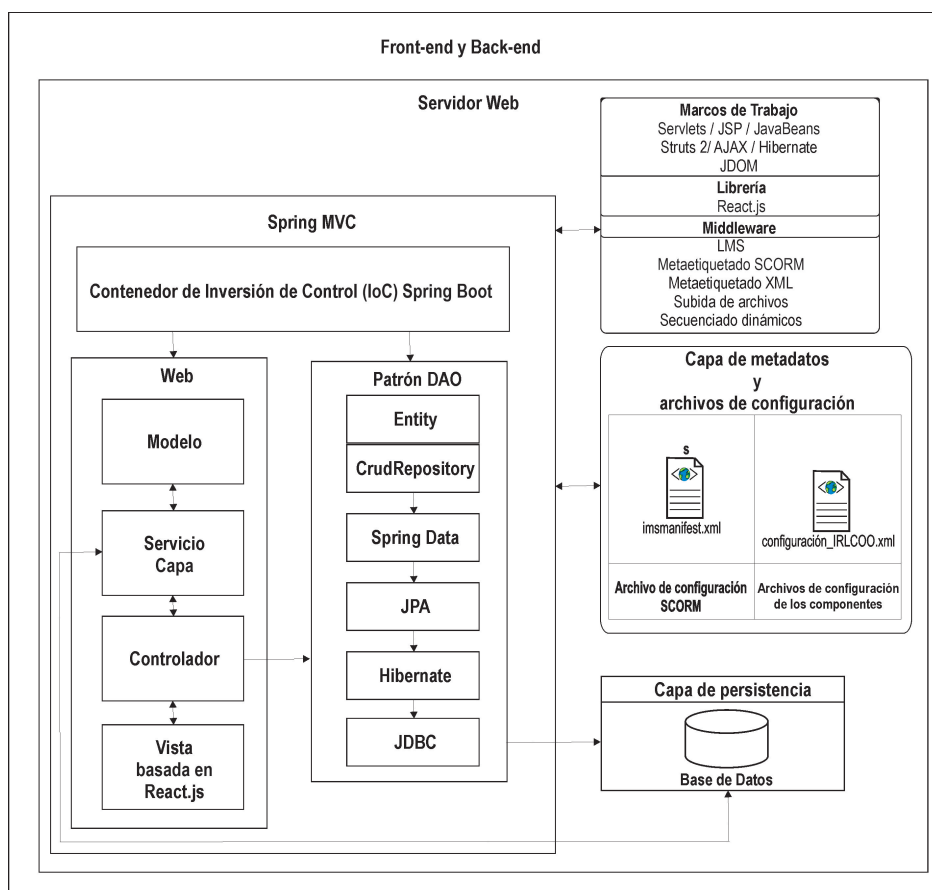 Front-end y Back-end
Servidor Web
Marcos de Trabajo
Servlets / JSP / JavaBeans
Struts 2/ AJAX / Hibernate
JDOM
Librería
React.js
Middleware
LMS
Metaetiquetado SCORM
Metaetiquetado XML
Subida de archivos
Secuenciado dinámicos
Spring MVC
Contenedor de Inversión de Control (IoC) Spring Boot
Web
Modelo
Servicio
Capa
Controlador
Vista
basada en
React.js
Patrón DAO
Entity
CrudRepository
Spring Data
JPA
Hibernate
JDBC
Capa de metadatos
y
archivos de configuración
s
imsmanifest.xml
configuración_IRLCOO.xml
Archivo de configuración
SCORM
Archivos de configuración
de los componentes
Capa de persistencia
Base de Datos